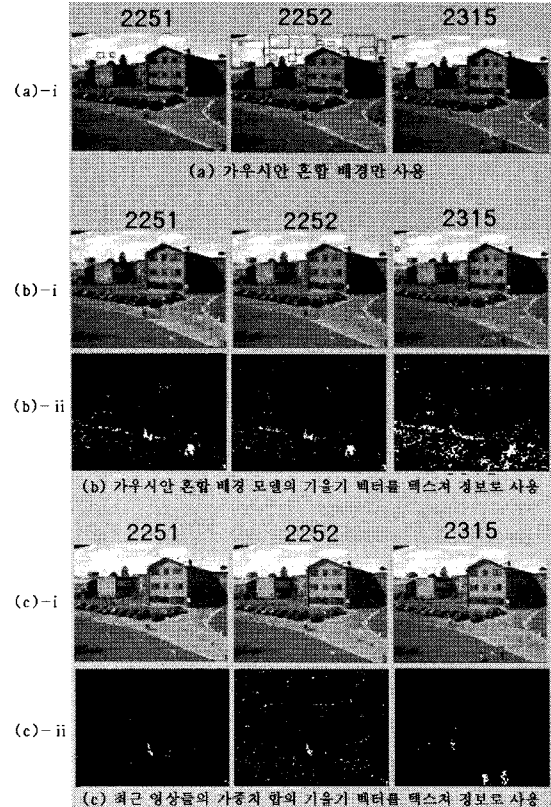 2251 2252 2315
(a)-i
(a) 가우시안 혼합 배경만 사용
2251 2252 2315
(b)-i
(b)-ii
(b) 가우시안 혼합 배경 모델의 기울기 벡터를 텍스쳐 정보로 사용
2251 2252 2315
(c)-i
(c)-ii
(c) 최근 영상들의 가중치 합의 기울기 벡터를 텍스쳐 정보로 사용